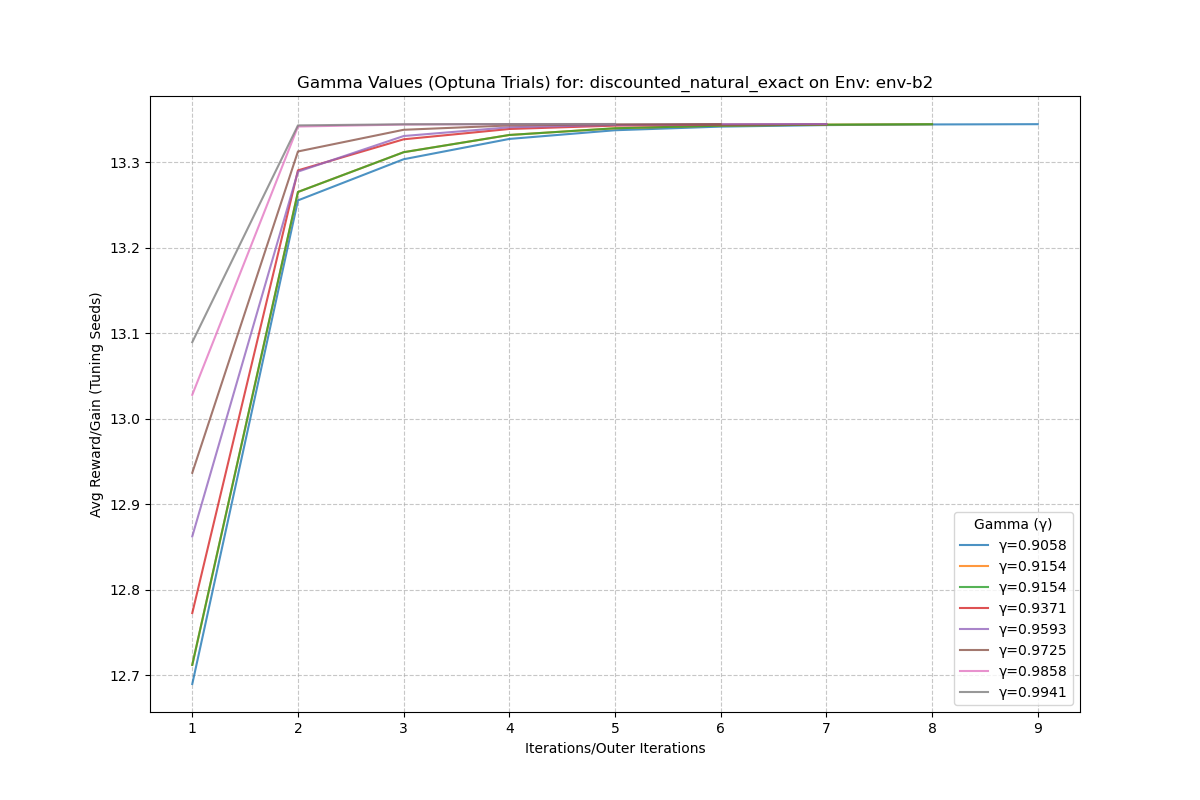 Gamma Values (Optuna Trials) for: discounted_natural_exact on Env: env-b2
Avg Reward/Gain (Tuning Seeds)
13.3
13.2
13.1
13.0
12.9
12.8
12.7
Gamma (γ)
γ=0.9058
γ=0.9154
γ=0.9154
γ=0.9371
γ=0.9593
γ=0.9725
γ=0.9858
γ=0.9941
1 2 3 4 5 6 7 8 9
Iterations/Outer Iterations